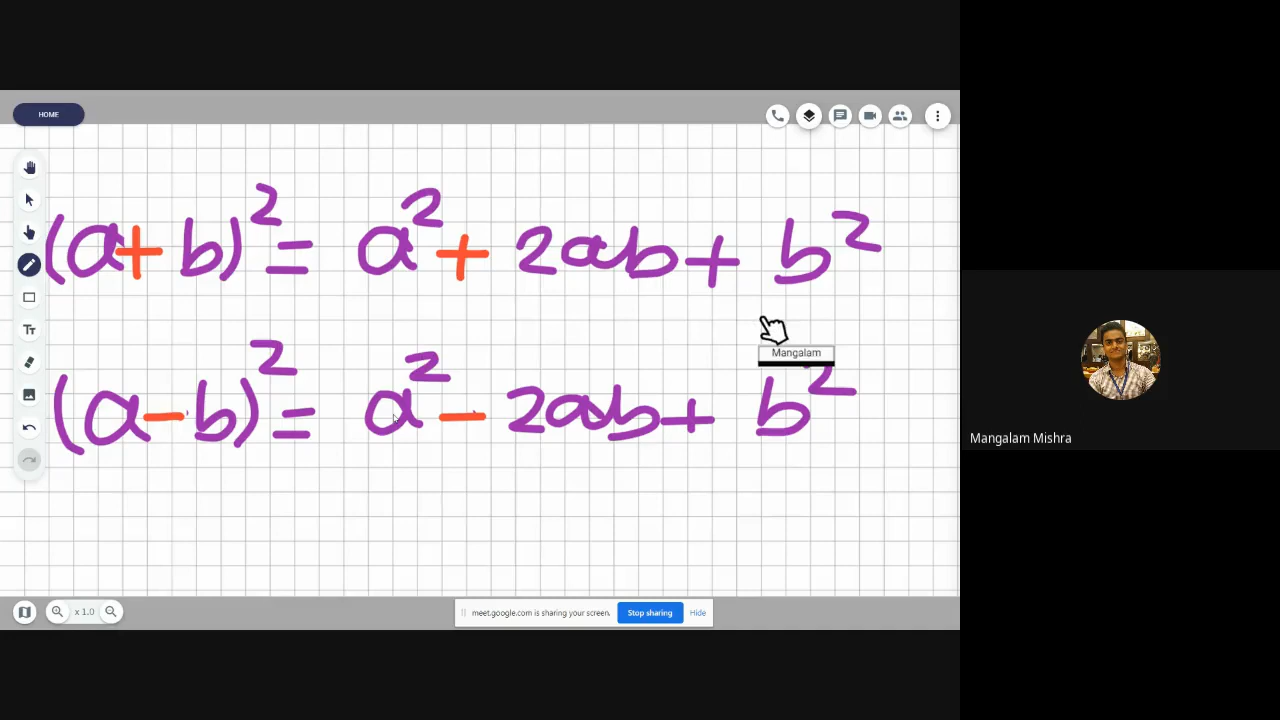 HOME
(a+b)² = a² + 2ab + b²
Mangalam
(a-b)² = a² - 2ab + b²
Mangalam Mishra
Tт
x 1.0
meet.google.com is sharing your screen. Stop sharing Hide